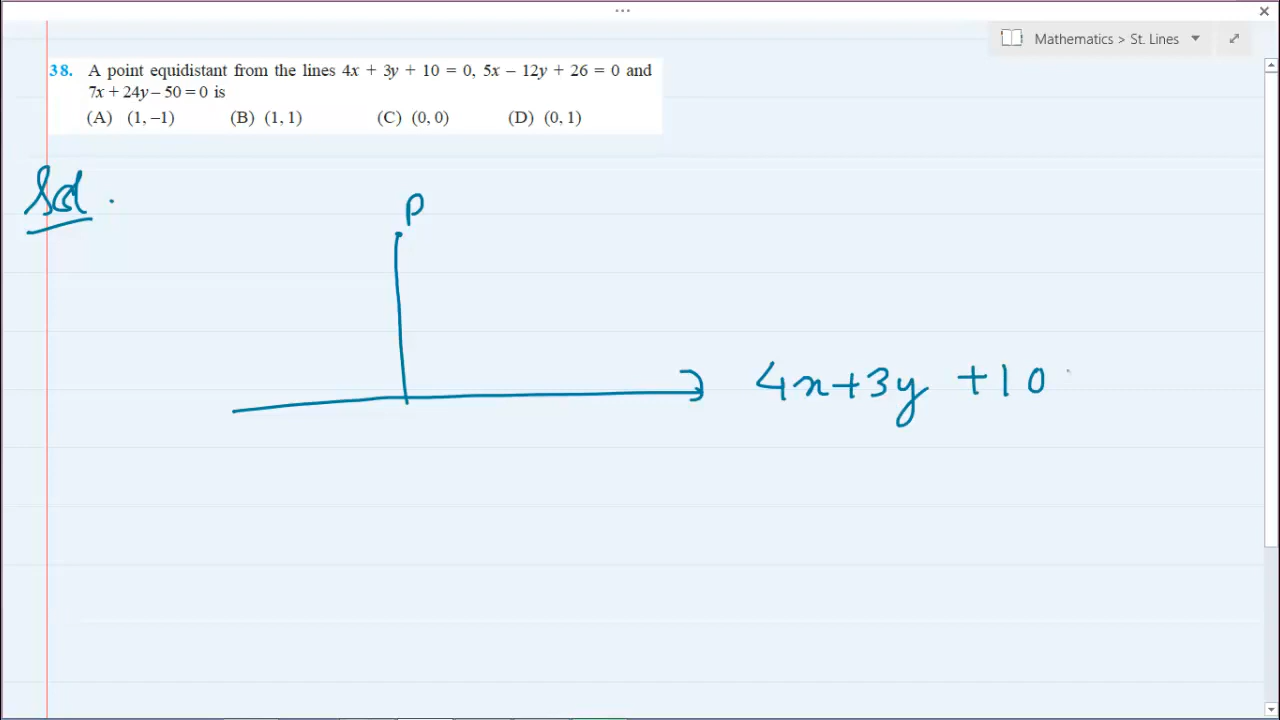 ...
×
Mathematics > St. Lines
38. A point equidistant from the lines 4x + 3y + 10 = 0, 5x – 12y + 26 = 0 and
7x + 24y – 50 = 0 is
(A) (1, –1) (B) (1, 1) (C) (0, 0) (D) (0, 1)
Sol.
P
4x+3y +10